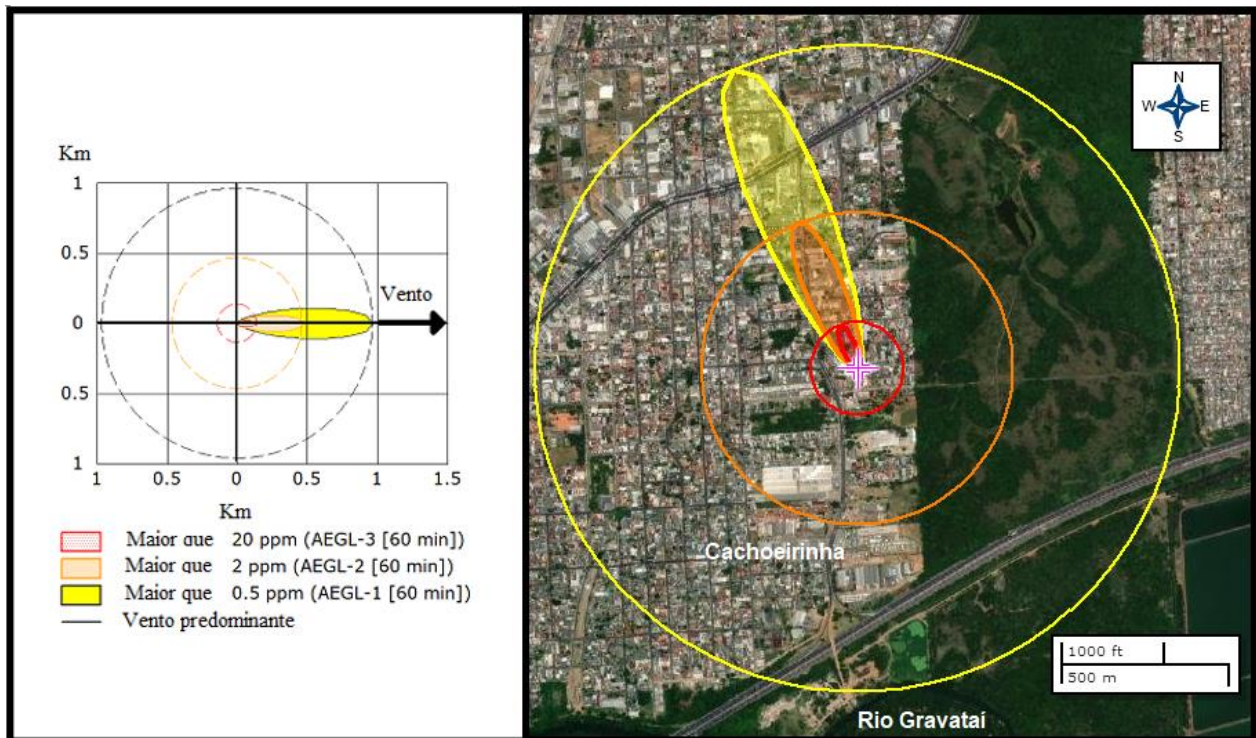 Km
1
0.5
0
0.5
1
1 0.5 0 0.5 1 1.5
Km
Vento
Maior que 20 ppm (AEGL-3 [60 min])
Maior que 2 ppm (AEGL-2 [60 min])
Maior que 0.5 ppm (AEGL-1 [60 min])
Vento predominante
N
W E
S
Cachoeirinha
1000 ft
500 m
Rio Gravataí